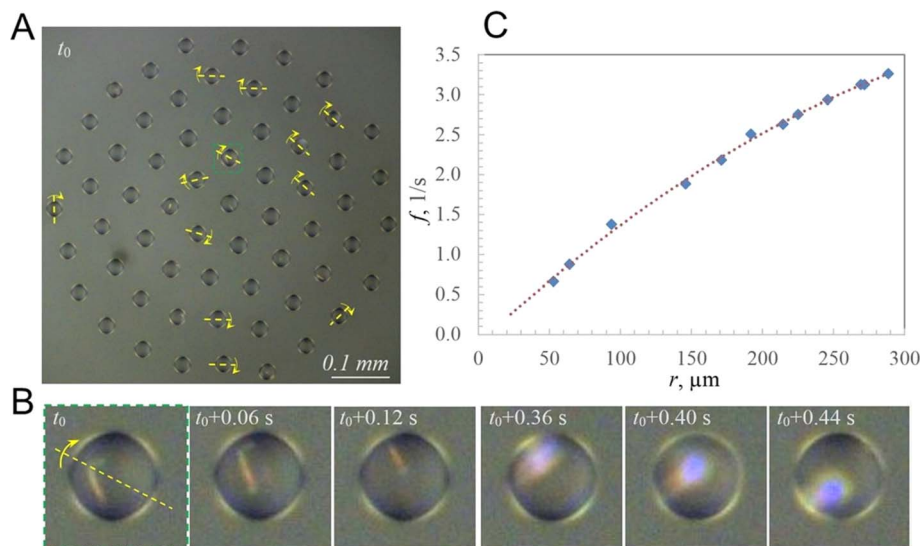 A
t₀
0.1 mm
C
3.5
3.0
2.5
2.0
1.5
1.0
0.5
0.0
f, 1/s
0 50 100 150 200 250 300
r, μm
B
t₀
t₀+0.06 s
t₀+0.12 s
t₀+0.36 s
t₀+0.40 s
t₀+0.44 s